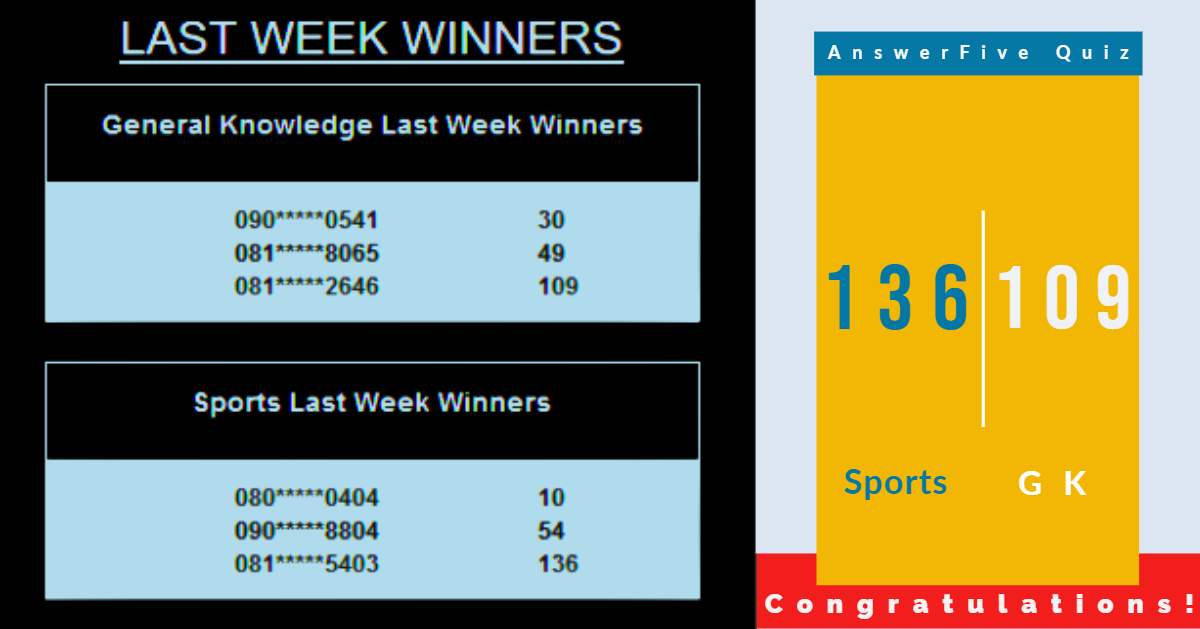 LAST WEEK WINNERS
General Knowledge Last Week Winners
090*****0541 30
081*****8065 49
081*****2646 109
Sports Last Week Winners
080*****0404 10
090*****8804 54
081*****5403 136
AnswerFive Quiz
136 109
Sports GK
Congratulations!